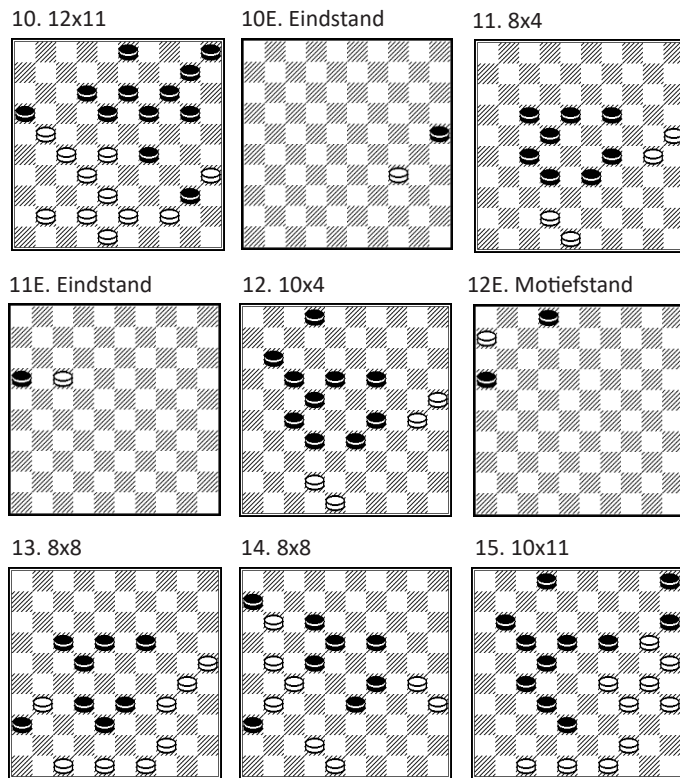 10. 12x11
10E. Eindstand
11. 8x4
11E. Eindstand
12. 10x4
12E. Motiefstand
13. 8x8
14. 8x8
15. 10x11